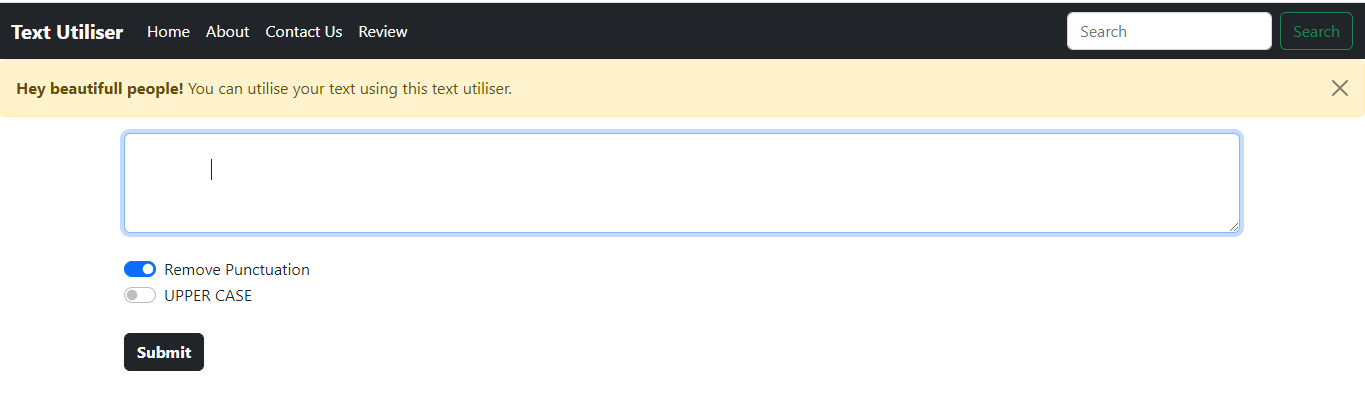 Text Utiliser Home About Contact Us Review Search Search
Hey beautifull people! You can utilise your text using this text utiliser.
Remove Punctuation
UPPER CASE
Submit